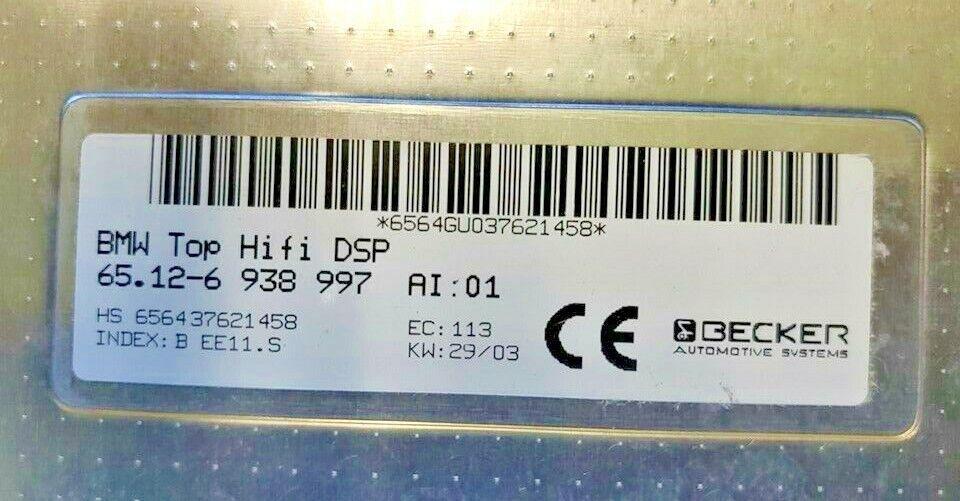 *6564GU037621458*
BMW Top Hifi DSP
65.12-6 938 997 AI:01
HS 656437621458
INDEX: B EE11.S
EC:113
KW:29/03
CE
BECKER
AUTOMOTIVE SYSTEMS